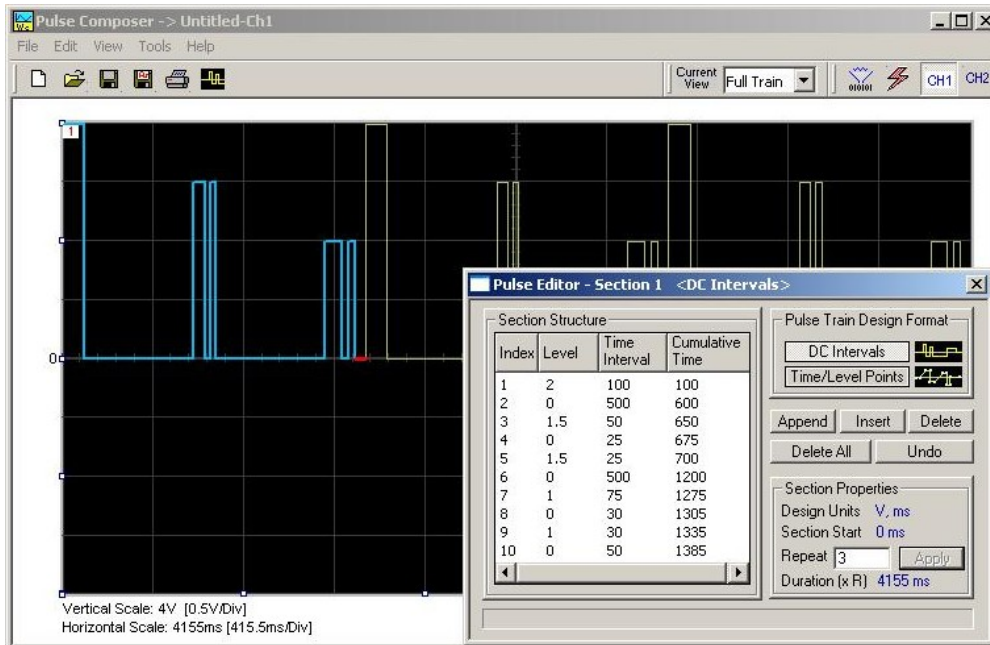 Pulse Composer -> Untitled-Ch1
File Edit View Tools Help
Current View Full Train
010101
CH1 CH2
1
0
Vertical Scale: 4V [0.5V/Div]
Horizontal Scale: 4155ms [415.5ms/Div]
Pulse Editor - Section 1 <DC Intervals>
Section Structure
Index Level Time Interval Cumulative Time
1 2 100 100
2 0 500 600
3 1.5 50 650
4 0 25 675
5 1.5 25 700
6 0 500 1200
7 1 75 1275
8 0 30 1305
9 1 30 1335
10 0 50 1385
Pulse Train Design Format
DC Intervals
Time/Level Points
Append Insert Delete
Delete All Undo
Section Properties
Design Units V, ms
Section Start 0 ms
Repeat 3 Apply
Duration (x R) 4155 ms